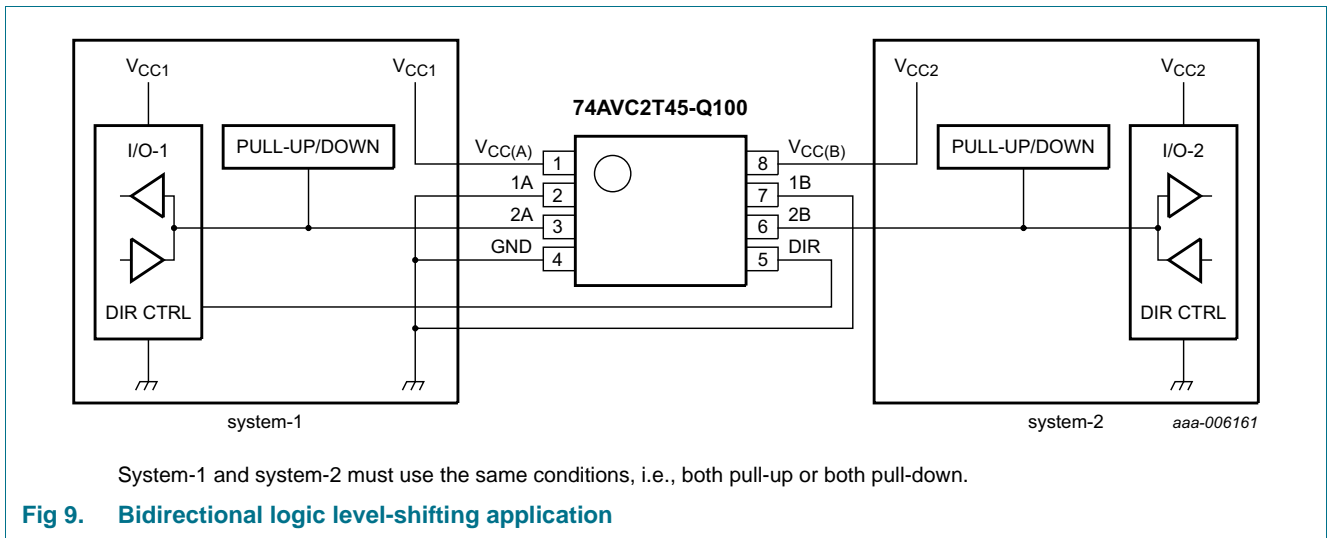 VCC1
VCC1
VCC2
VCC2
74AVC2T45-Q100
I/O-1
PULL-UP/DOWN
VCC(A)
1
8
VCC(B)
PULL-UP/DOWN
I/O-2
1A
2
7
1B
2A
3
6
2B
GND
4
5
DIR
DIR CTRL
DIR CTRL
system-1
system-2
aaa-006161
System-1 and system-2 must use the same conditions, i.e., both pull-up or both pull-down.
Fig 9. Bidirectional logic level-shifting application